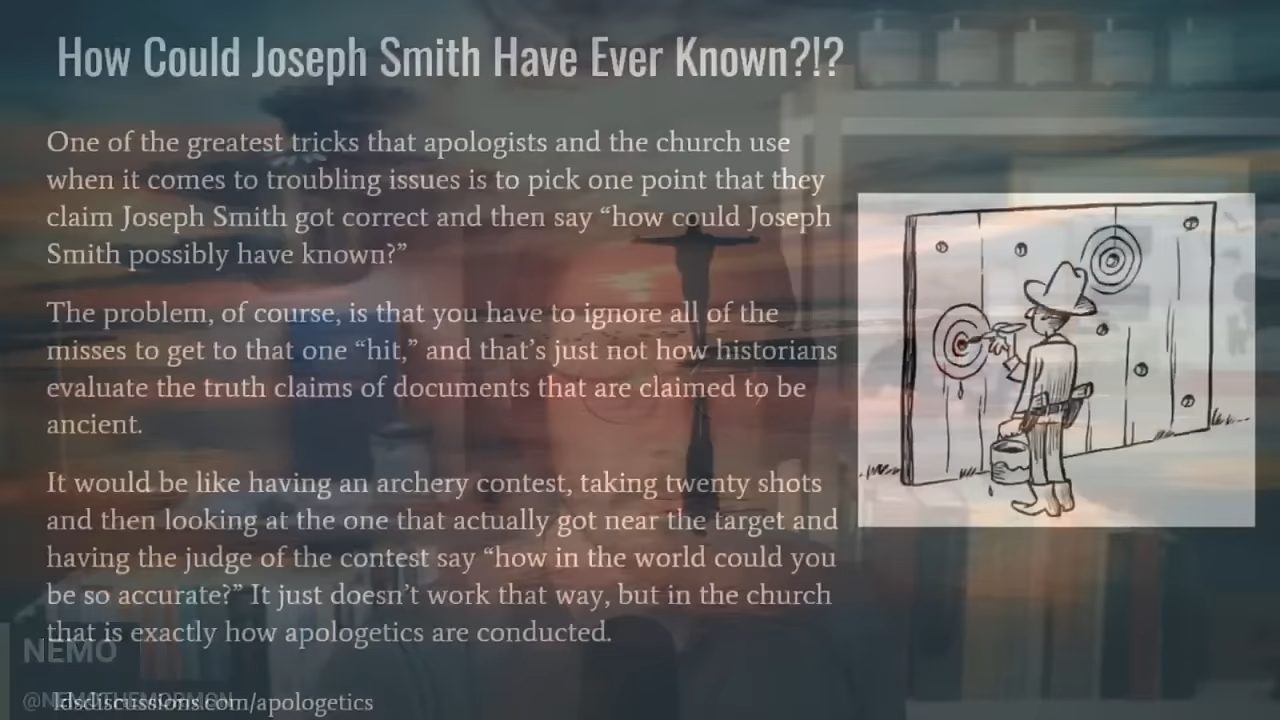 How Could Joseph Smith Have Ever Known?!?
One of the greatest tricks that apologists and the church use
when it comes to troubling issues is to pick one point that they
claim Joseph Smith got correct and then say “how could Joseph
Smith possibly have known?”
The problem, of course, is that you have to ignore all of the
misses to get to that one “hit,” and that’s just not how historians
evaluate the truth claims of documents that are claimed to be
ancient.
It would be like having an archery contest, taking twenty shots
and then looking at the one that actually got near the target and
having the judge of the contest say “how in the world could you
be so accurate?” It just doesn’t work that way, but in the church
that is exactly how apologetics are conducted.
NEMO
@NEMOTHEMORMON
ldsdiscussions.com/apologetics